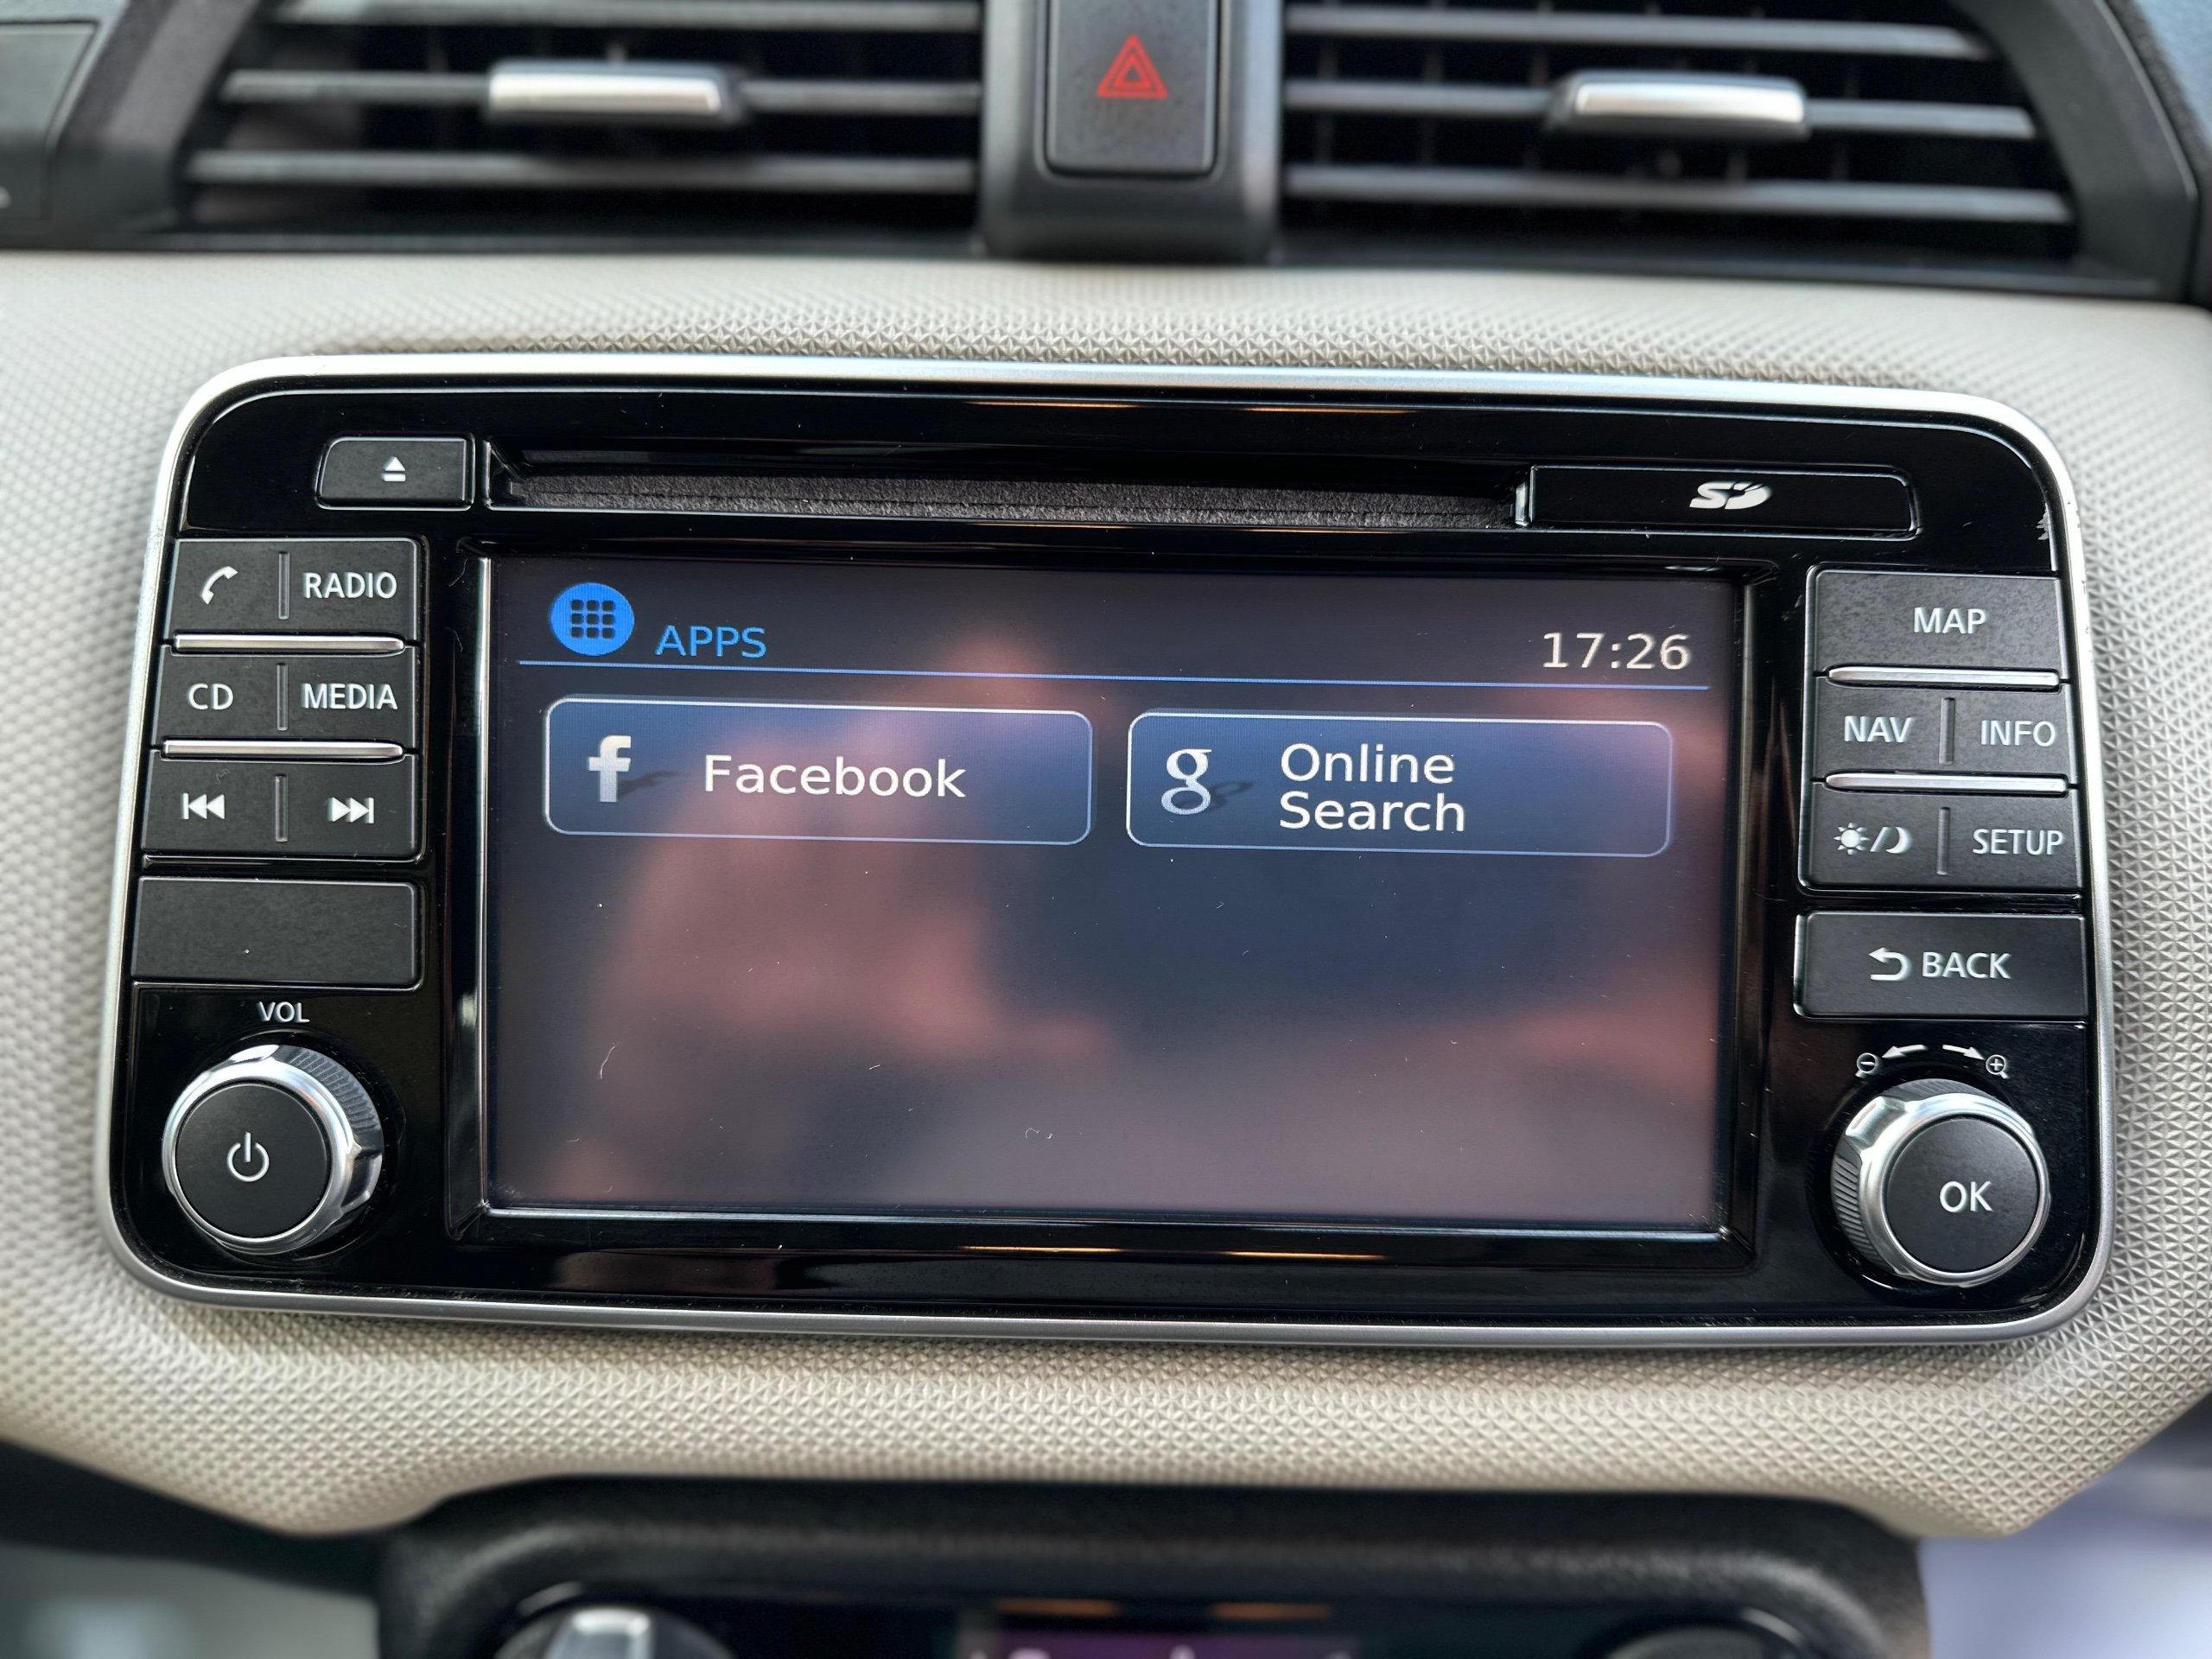 SD
RADIO
CD
MEDIA
VOL
APPS
17:26
f
Facebook
g
Online
Search
MAP
NAV
INFO
SETUP
BACK
OK